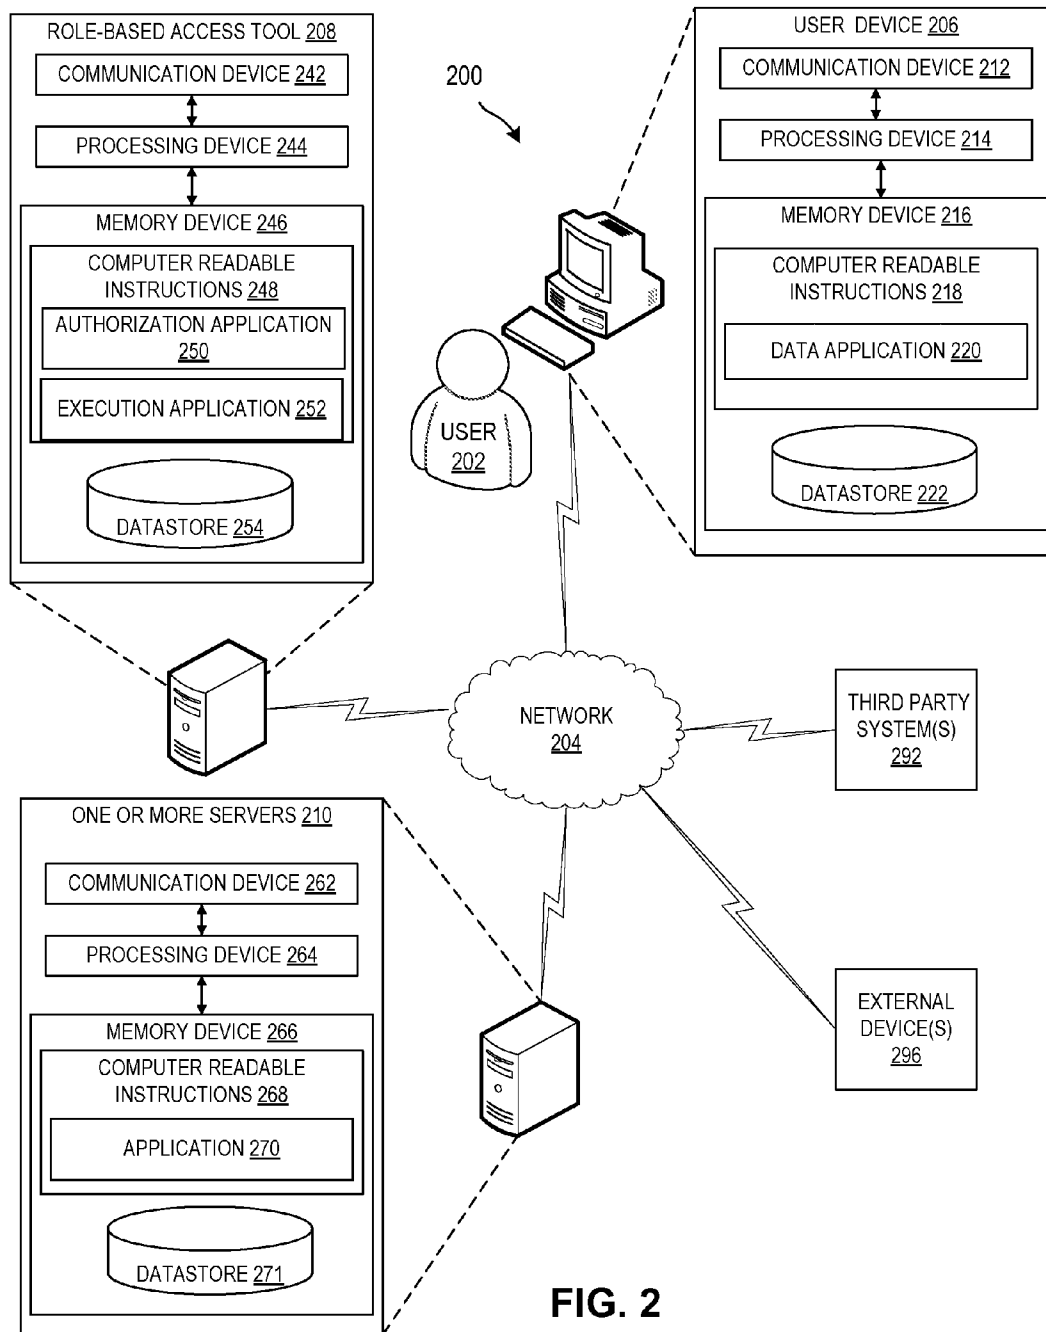 ROLE-BASED ACCESS TOOL 208
COMMUNICATION DEVICE 242
PROCESSING DEVICE 244
MEMORY DEVICE 246
COMPUTER READABLE
INSTRUCTIONS 248
AUTHORIZATION APPLICATION
250
EXECUTION APPLICATION 252
DATASTORE 254
200
USER DEVICE 206
COMMUNICATION DEVICE 212
PROCESSING DEVICE 214
MEMORY DEVICE 216
COMPUTER READABLE
INSTRUCTIONS 218
DATA APPLICATION 220
DATASTORE 222
USER
202
NETWORK
204
THIRD PARTY
SYSTEM(S)
292
ONE OR MORE SERVERS 210
COMMUNICATION DEVICE 262
PROCESSING DEVICE 264
MEMORY DEVICE 266
COMPUTER READABLE
INSTRUCTIONS 268
APPLICATION 270
DATASTORE 271
EXTERNAL
DEVICE(S)
296
FIG. 2